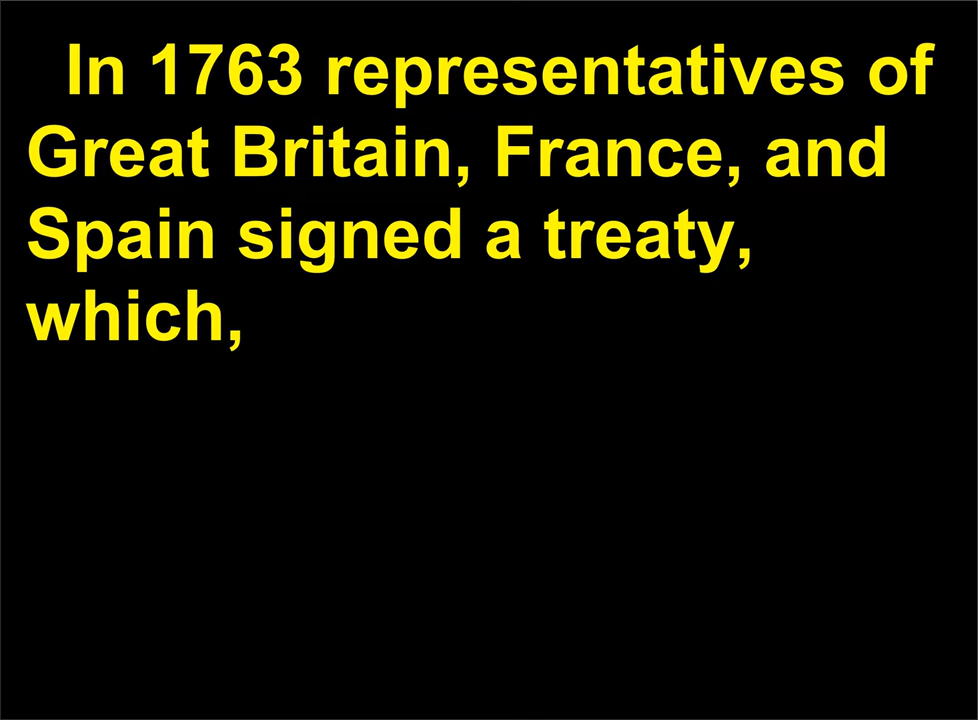 In 1763 representatives of
Great Britain, France, and
Spain signed a treaty,
which,